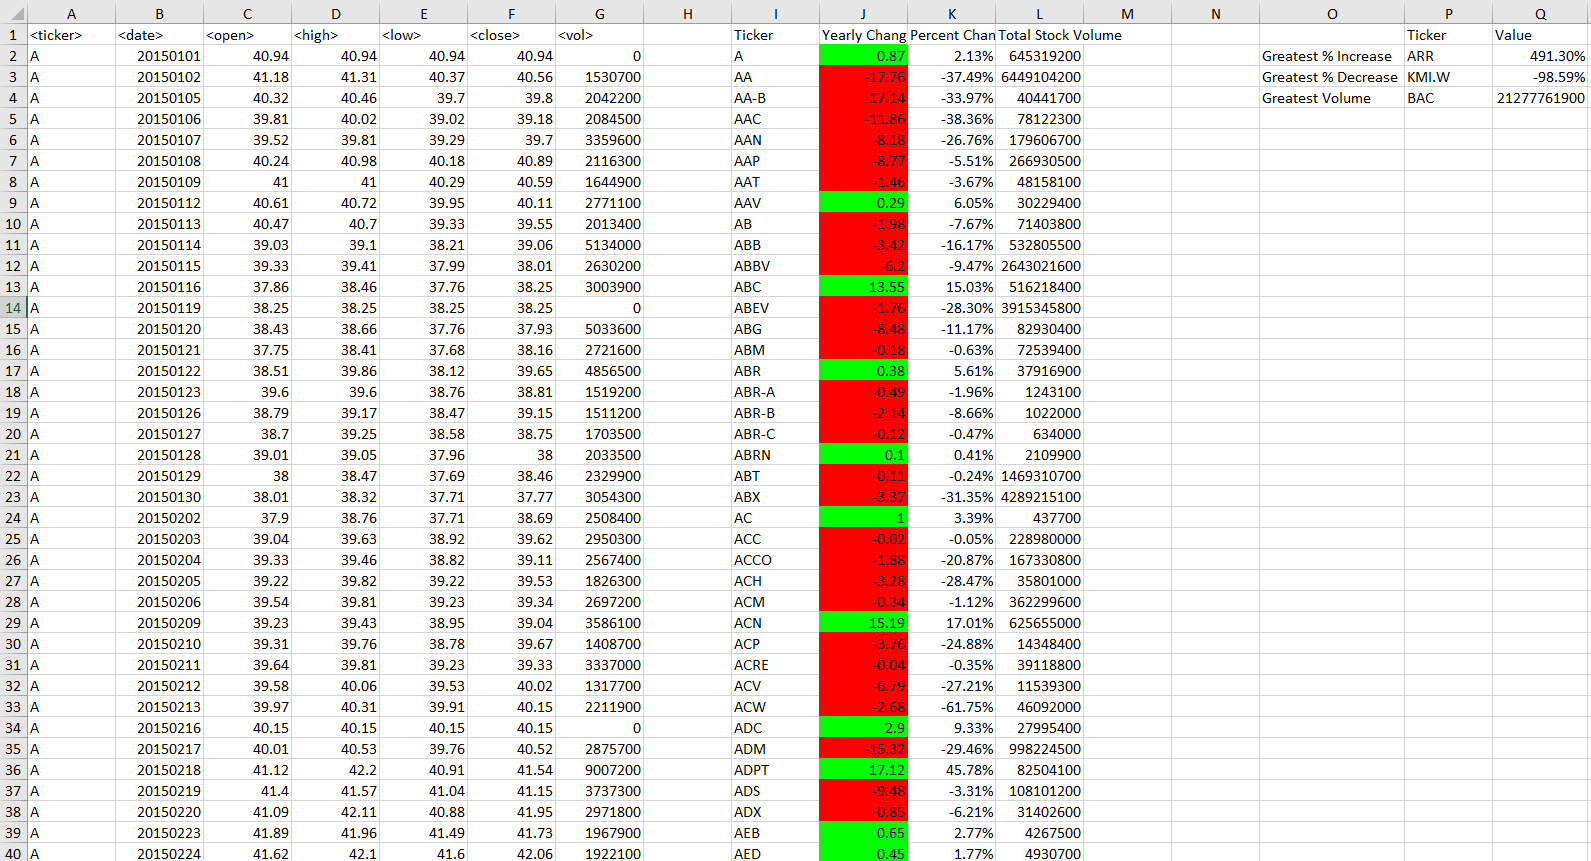 A B C D E F G H I J K L M N O P Q
1 <ticker> <date> <open> <high> <low> <close> <vol> Ticker Yearly Chang Percent Chan Total Stock Volume Ticker Value
2 A 20150101 40.94 40.94 40.94 40.94 0 A 0.87 2.13% 645319200 Greatest % Increase ARR 491.30%
3 A 20150102 41.18 41.31 40.37 40.56 1530700 AA -17.76 -37.49% 6449104200 Greatest % Decrease KMI.W -98.59%
4 A 20150105 40.32 40.46 39.7 39.8 2042200 AA-B -17.14 -33.97% 40441700 Greatest Volume BAC 21277761900
5 A 20150106 39.81 40.02 39.02 39.18 2084500 AAC -11.86 -38.36% 78122300
6 A 20150107 39.52 39.81 39.29 39.7 3359600 AAN -8.18 -26.76% 179606700
7 A 20150108 40.24 40.98 40.18 40.89 2116300 AAP -8.77 -5.51% 266930500
8 A 20150109 41 41 40.29 40.59 1644900 AAT -1.46 -3.67% 48158100
9 A 20150112 40.61 40.72 39.95 40.11 2771100 AAV 0.29 6.05% 30229400
10 A 20150113 40.47 40.7 39.33 39.55 2013400 AB -1.98 -7.67% 71403800
11 A 20150114 39.03 39.1 38.21 39.06 5134000 ABB -3.42 -16.17% 532805500
12 A 20150115 39.33 39.41 37.99 38.01 2630200 ABBV -6.2 -9.47% 2643021600
13 A 20150116 37.86 38.46 37.76 38.25 3003900 ABC 13.55 15.03% 516218400
14 A 20150119 38.25 38.25 38.25 38.25 0 ABEV -1.76 -28.30% 3915345800
15 A 20150120 38.43 38.66 37.76 37.93 5033600 ABG -8.48 -11.17% 82930400
16 A 20150121 37.75 38.41 37.68 38.16 2721600 ABM -0.18 -0.63% 72539400
17 A 20150122 38.51 39.86 38.12 39.65 4856500 ABR 0.38 5.61% 37916900
18 A 20150123 39.6 39.6 38.76 38.81 1519200 ABR-A -0.49 -1.96% 1243100
19 A 20150126 38.79 39.17 38.47 39.15 1511200 ABR-B -2.14 -8.66% 1022000
20 A 20150127 38.7 39.25 38.58 38.75 1703500 ABR-C -0.12 -0.47% 634000
21 A 20150128 39.01 39.05 37.96 38 2033500 ABRN 0.1 0.41% 2109900
22 A 20150129 38 38.47 37.69 38.46 2329900 ABT -0.11 -0.24% 1469310700
23 A 20150130 38.01 38.32 37.71 37.77 3054300 ABX -3.37 -31.35% 4289215100
24 A 20150202 37.9 38.76 37.71 38.69 2508400 AC 1 3.39% 437700
25 A 20150203 39.04 39.63 38.92 39.62 2950300 ACC -0.02 -0.05% 228980000
26 A 20150204 39.33 39.46 38.82 39.11 2567400 ACCO -1.88 -20.87% 167330800
27 A 20150205 39.22 39.82 39.22 39.53 1826300 ACH -3.28 -28.47% 35801000
28 A 20150206 39.54 39.81 39.23 39.34 2697200 ACM -0.34 -1.12% 362299600
29 A 20150209 39.23 39.43 38.95 39.04 3586100 ACN 15.19 17.01% 625655000
30 A 20150210 39.31 39.76 38.78 39.67 1408700 ACP -3.76 -24.88% 14348400
31 A 20150211 39.64 39.81 39.23 39.33 3337000 ACRE -0.04 -0.35% 39118800
32 A 20150212 39.58 40.06 39.53 40.02 1317700 ACV -6.79 -27.21% 11539300
33 A 20150213 39.97 40.31 39.91 40.15 2211900 ACW -2.68 -61.75% 46092000
34 A 20150216 40.15 40.15 40.15 40.15 0 ADC 2.9 9.33% 27995400
35 A 20150217 40.01 40.53 39.76 40.52 2875700 ADM -15.32 -29.46% 998224500
36 A 20150218 41.12 42.2 40.91 41.54 9007200 ADPT 17.12 45.78% 82504100
37 A 20150219 41.4 41.57 41.04 41.15 3737300 ADS -9.48 -3.31% 108101200
38 A 20150220 41.09 42.11 40.88 41.95 2971800 ADX -0.85 -6.21% 31402600
39 A 20150223 41.89 41.96 41.49 41.73 1967900 AEB 0.65 2.77% 4267500
40 A 20150224 41.62 42.1 41.6 42.06 1922100 AED 0.45 1.77% 4930700